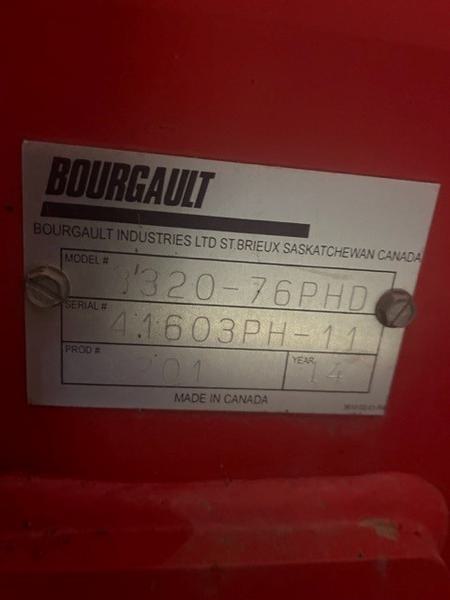 BOURGAULT
BOURGAULT INDUSTRIES LTD ST.BRIEUX SASKATCHEWAN CANADA
MODEL #
3320-76PHD
SERIAL #
41603PH-11
PROD #
YEAR
14
MADE IN CANADA